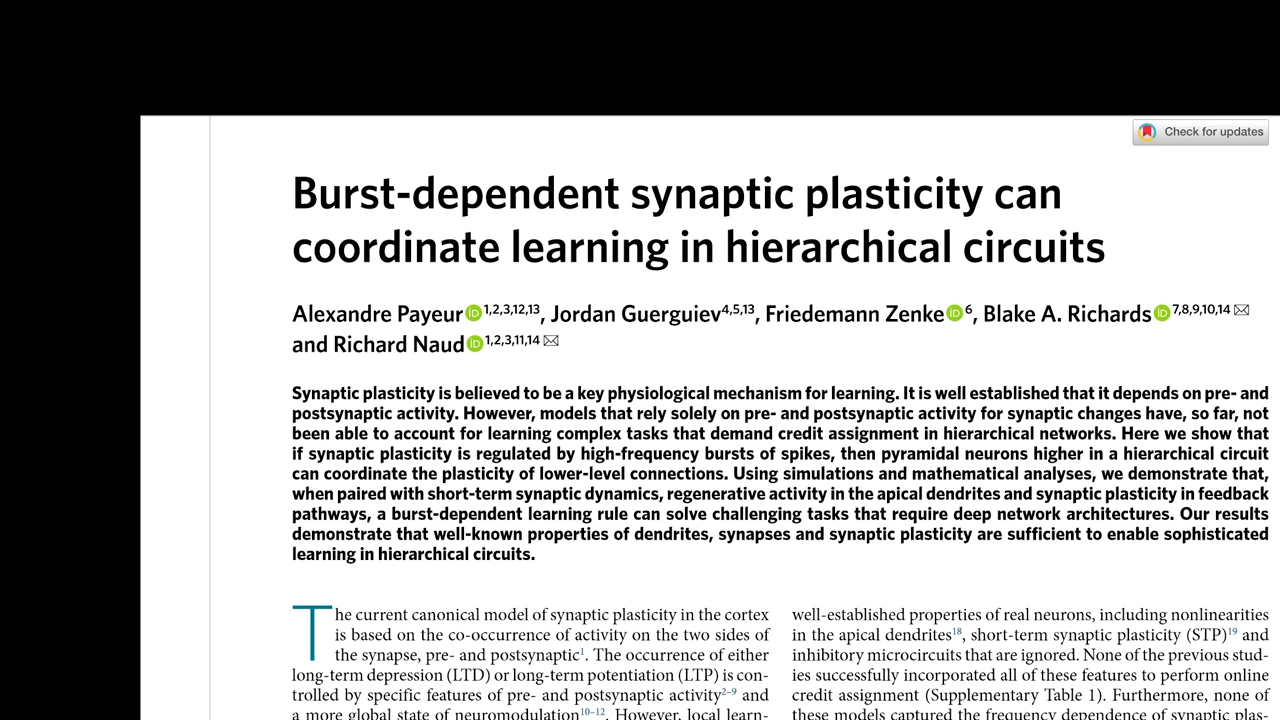 Check for updates
Burst-dependent synaptic plasticity can
coordinate learning in hierarchical circuits
Alexandre Payeur 1,2,3,12,13, Jordan Guerguiev4,5,13, Friedemann Zenke 6, Blake A. Richards 7,8,9,10,14
and Richard Naud 1,2,3,11,14
Synaptic plasticity is believed to be a key physiological mechanism for learning. It is well established that it depends on pre- and
postsynaptic activity. However, models that rely solely on pre- and postsynaptic activity for synaptic changes have, so far, not
been able to account for learning complex tasks that demand credit assignment in hierarchical networks. Here we show that
if synaptic plasticity is regulated by high-frequency bursts of spikes, then pyramidal neurons higher in a hierarchical circuit
can coordinate the plasticity of lower-level connections. Using simulations and mathematical analyses, we demonstrate that,
when paired with short-term synaptic dynamics, regenerative activity in the apical dendrites and synaptic plasticity in feedback
pathways, a burst-dependent learning rule can solve challenging tasks that require deep network architectures. Our results
demonstrate that well-known properties of dendrites, synapses and synaptic plasticity are sufficient to enable sophisticated
learning in hierarchical circuits.
The current canonical model of synaptic plasticity in the cortex
is based on the co-occurrence of activity on the two sides of
the synapse, pre- and postsynaptic1. The occurrence of either
long-term depression (LTD) or long-term potentiation (LTP) is con-
trolled by specific features of pre- and postsynaptic activity2–9 and
a more global state of neuromodulation10–12. However, local learn-
well-established properties of real neurons, including nonlinearities
in the apical dendrites18, short-term synaptic plasticity (STP)19 and
inhibitory microcircuits that are ignored. None of the previous stud-
ies successfully incorporated all of these features to perform online
credit assignment (Supplementary Table 1). Furthermore, none of
these models captured the frequency dependence of synaptic plas-